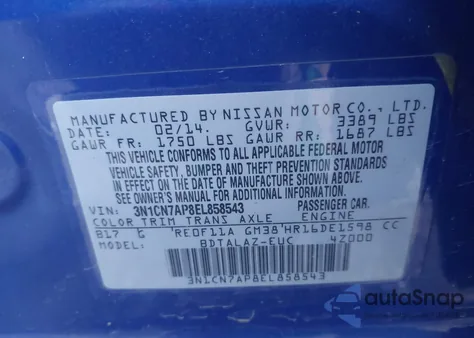 MANUFACTURED BY NISSAN MOTOR CO., LTD.
DATE: 02/14. GVWR: 3389 LBS
GAWR FR: 1750 LBS GAWR RR: 1687 LBS
THIS VEHICLE CONFORMS TO ALL APPLICABLE FEDERAL MOTOR
VEHICLE SAFETY, BUMPER AND THEFT PREVENTION STANDARDS
IN EFFECT ON THE DATE OF MANUFACTURE SHOWN ABOVE.
SEE OWNER'S MANUAL FOR ADDITIONAL INFORMATION.
VIN: 3N1CN7AP8EL858543 PASSENGER CAR.
COLOR TRIM TRANS AXLE ENGINE
B17 G RE0F11A GM38 HR16DE1598 CC
MODEL: BDTALAZ-EUC 4Z000
3N1CN7AP8EL858543
autoSnap